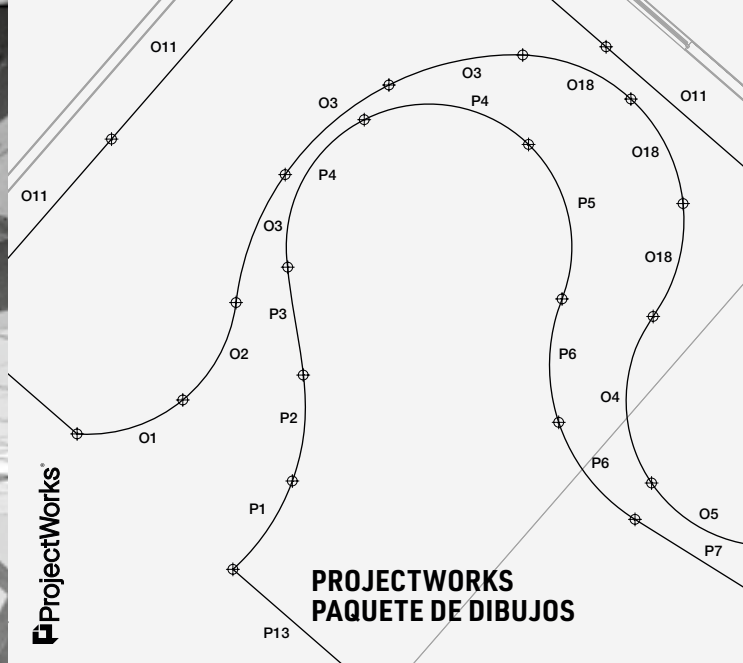 O11
O11
O3
O3
O18
O11
P4
O18
P4
P5
O3
O18
P3
O2
P6
O4
P2
O1
P6
P1
O5
P7
P13
ProjectWorks®
PROJECTWORKS
PAQUETE DE DIBUJOS